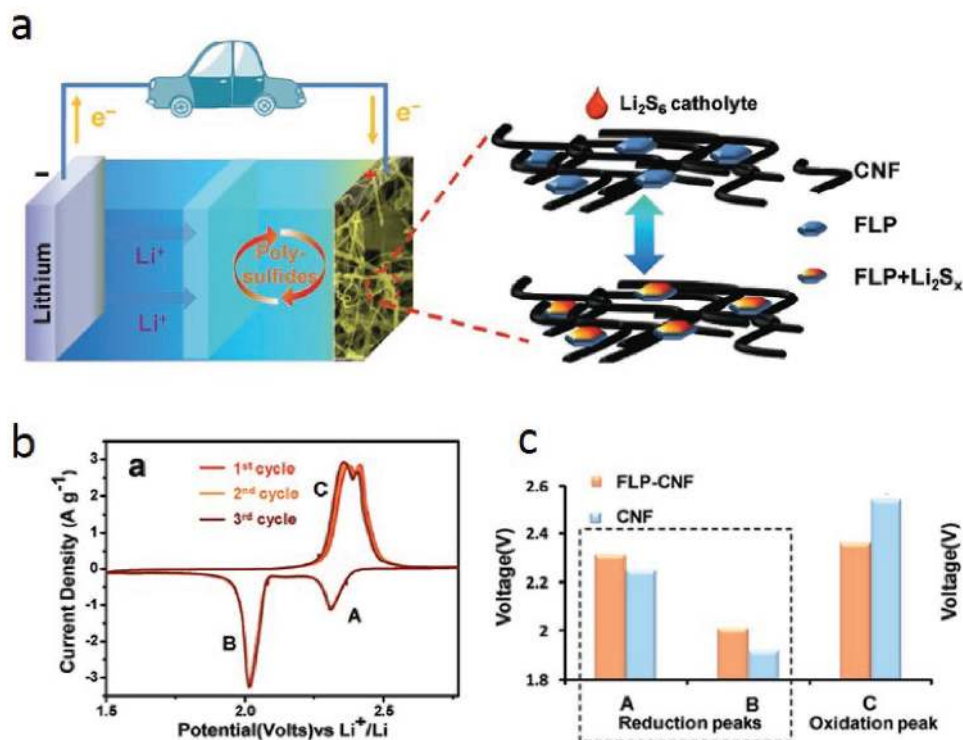 a
e⁻
e⁻
−
+
Lithium
Li⁺
Li⁺
Poly-
sulfides
Li₂S₆ catholyte
CNF
FLP
FLP+Li₂Sₓ
b
a
1ˢᵗ cycle
2ⁿᵈ cycle
3ʳᵈ cycle
C
B
A
Current Density (A g⁻¹)
3
2
1
0
-1
-2
-3
1.5
2.0
2.5
Potential(Volts)vs Li⁺/Li
c
FLP-CNF
CNF
Voltage(V)
2.6
2.4
2.2
2
1.8
A
B
C
Reduction peaks
Oxidation peak
Voltage(V)